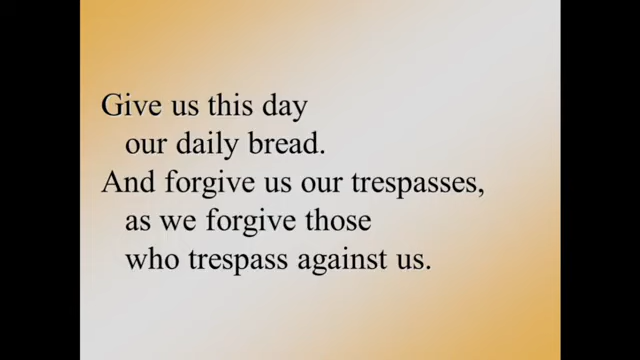 Give us this day
our daily bread.
And forgive us our trespasses,
as we forgive those
who trespass against us.